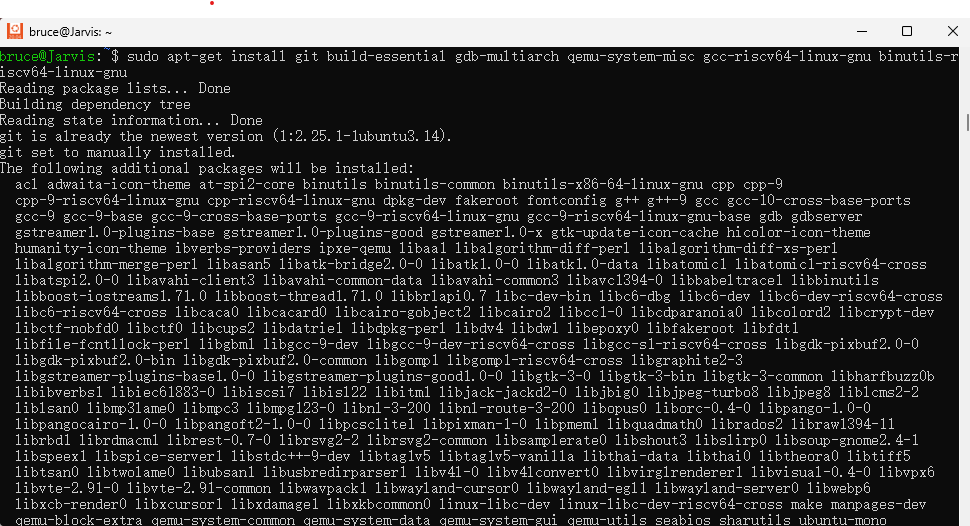 bruce@Jarvis: ~
bruce@Jarvis:~$ sudo apt-get install git build-essential gdb-multiarch qemu-system-misc gcc-riscv64-linux-gnu binutils-r
iscv64-linux-gnu
Reading package lists... Done
Building dependency tree
Reading state information... Done
git is already the newest version (1:2.25.1-1ubuntu3.14).
git set to manually installed.
The following additional packages will be installed:
acl adwaita-icon-theme at-spi2-core binutils binutils-common binutils-x86-64-linux-gnu cpp cpp-9
cpp-9-riscv64-linux-gnu cpp-riscv64-linux-gnu dpkg-dev fakeroot fontconfig g++ g++-9 gcc gcc-10-cross-base-ports
gcc-9 gcc-9-base gcc-9-cross-base-ports gcc-9-riscv64-linux-gnu gcc-9-riscv64-linux-gnu-base gdb gdbserver
gstreamer1.0-plugins-base gstreamer1.0-plugins-good gstreamer1.0-x gtk-update-icon-cache hicolor-icon-theme
humanity-icon-theme ibverbs-providers ipxe-qemu libaa1 libalgorithm-diff-perl libalgorithm-diff-xs-perl
libalgorithm-merge-perl libasan5 libatk-bridge2.0-0 libatk1.0-0 libatk1.0-data libatomic1 libatomic1-riscv64-cross
libatspi2.0-0 libavahi-client3 libavahi-common-data libavahi-common3 libavc1394-0 libbabeltrace1 libbinutils
libboost-iostreams1.71.0 libboost-thread1.71.0 libbrlapi0.7 libc-dev-bin libc6-dbg libc6-dev libc6-dev-riscv64-cross
libc6-riscv64-cross libcaca0 libcacard0 libcairo-gobject2 libcairo2 libcc1-0 libcdparanoia0 libcolord2 libcrypt-dev
libctf-nobfd0 libctf0 libcups2 libdatrie1 libdpkg-perl libdv4 libdw1 libepoxy0 libfakeroot libfdt1
libfile-fcntllock-perl libgbm1 libgcc-9-dev libgcc-9-dev-riscv64-cross libgcc-s1-riscv64-cross libgdk-pixbuf2.0-0
libgdk-pixbuf2.0-bin libgdk-pixbuf2.0-common libgomp1 libgomp1-riscv64-cross libgraphite2-3
libgstreamer-plugins-base1.0-0 libgstreamer-plugins-good1.0-0 libgtk-3-0 libgtk-3-bin libgtk-3-common libharfbuzz0b
libibverbs1 libiec61883-0 libiscsi7 libisl22 libitm1 libjack-jackd2-0 libjbig0 libjpeg-turbo8 libjpeg8 liblcms2-2
liblsan0 libmp3lame0 libmpc3 libmpg123-0 libnl-3-200 libnl-route-3-200 libopus0 liborc-0.4-0 libpango-1.0-0
libpangocairo-1.0-0 libpangoft2-1.0-0 libpcsclite1 libpixman-1-0 libpmem1 libquadmath0 librados2 libraw1394-11
librbd1 librdmacm1 librest-0.7-0 librsvg2-2 librsvg2-common libsamplerate0 libshout3 libslirp0 libsoup-gnome2.4-1
libspeex1 libspice-server1 libstdc++-9-dev libtag1v5 libtag1v5-vanilla libthai-data libthai0 libtheora0 libtiff5
libtsan0 libtwolame0 libubsan1 libusbredirparser1 libv4l-0 libv4lconvert0 libvirglrenderer1 libvisual-0.4-0 libvpx6
libvte-2.91-0 libvte-2.91-common libwavpack1 libwayland-cursor0 libwayland-egl1 libwayland-server0 libwebp6
libxcb-render0 libxcursor1 libxdamage1 libxkbcommon0 linux-libc-dev linux-libc-dev-riscv64-cross make manpages-dev
qemu-block-extra qemu-system-common qemu-system-data qemu-system-gui qemu-utils seabios sharutils ubuntu-mono